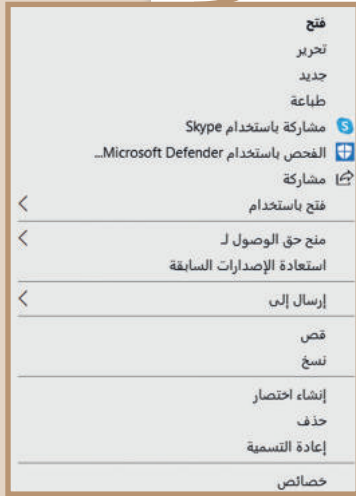 فتح
تحرير
جديد
طباعة
مشاركة باستخدام Skype
الفحص باستخدام Microsoft Defender...
مشاركة
فتح باستخدام
منح حق الوصول لـ
استعادة الإصدارات السابقة
إرسال إلى
قص
نسخ
إنشاء اختصار
حذف
إعادة التسمية
خصائص